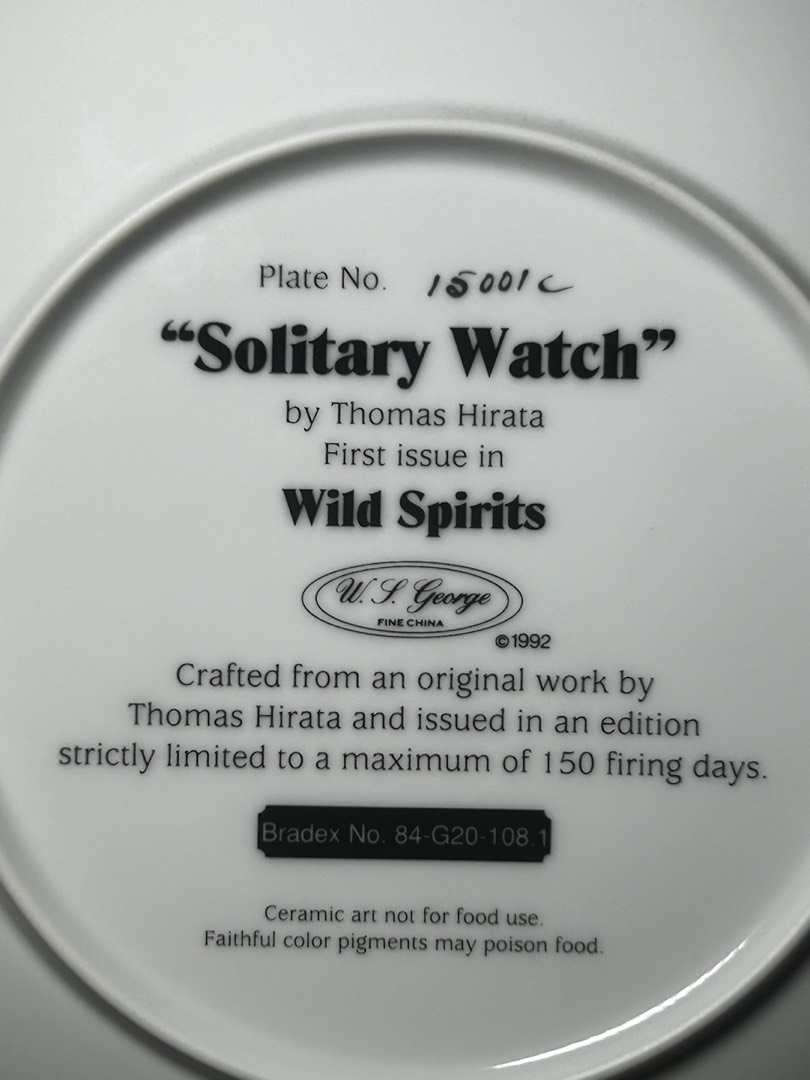 Plate No. 15001C
“Solitary Watch”
by Thomas Hirata
First issue in
Wild Spirits
W. S. George
FINE CHINA
©1992
Crafted from an original work by
Thomas Hirata and issued in an edition
strictly limited to a maximum of 150 firing days.
Bradex No. 84-G20-108.1
Ceramic art not for food use.
Faithful color pigments may poison food.